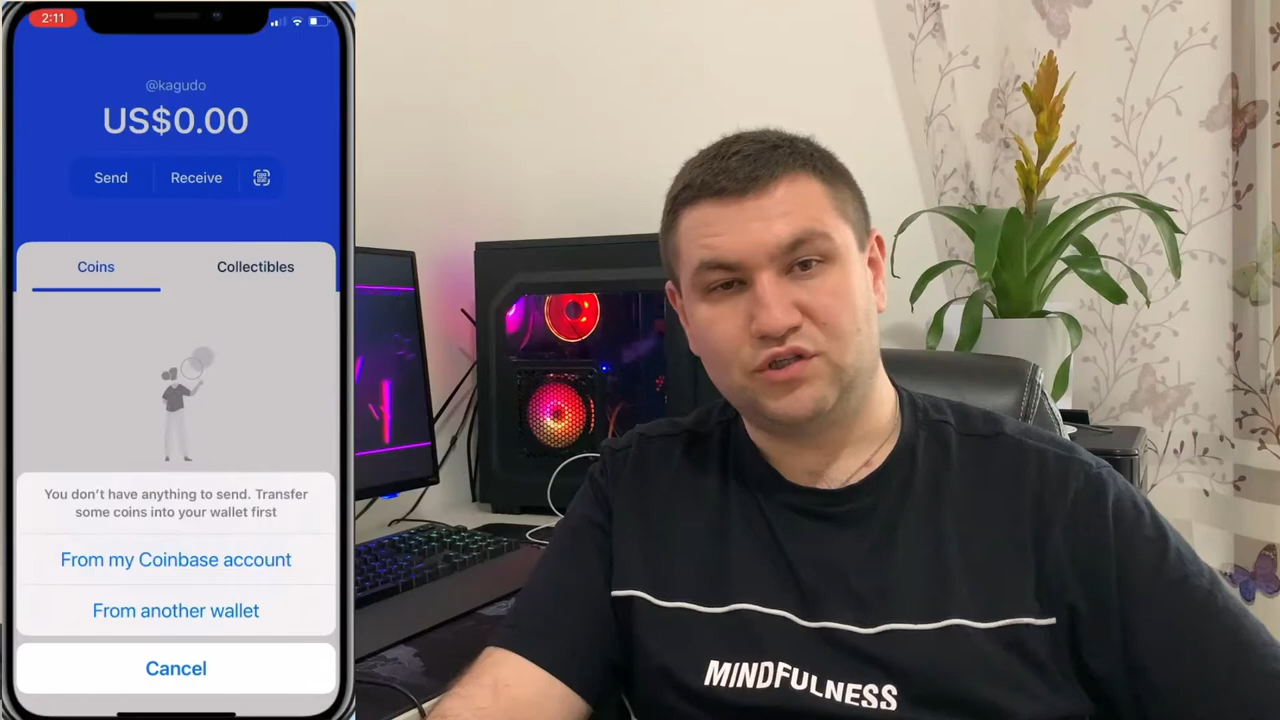 2:11
@kagudo
US$0.00
Send
Receive
Coins
Collectibles
You don't have anything to send. Transfer
some coins into your wallet first
From my Coinbase account
From another wallet
Cancel
MINDFULNESS